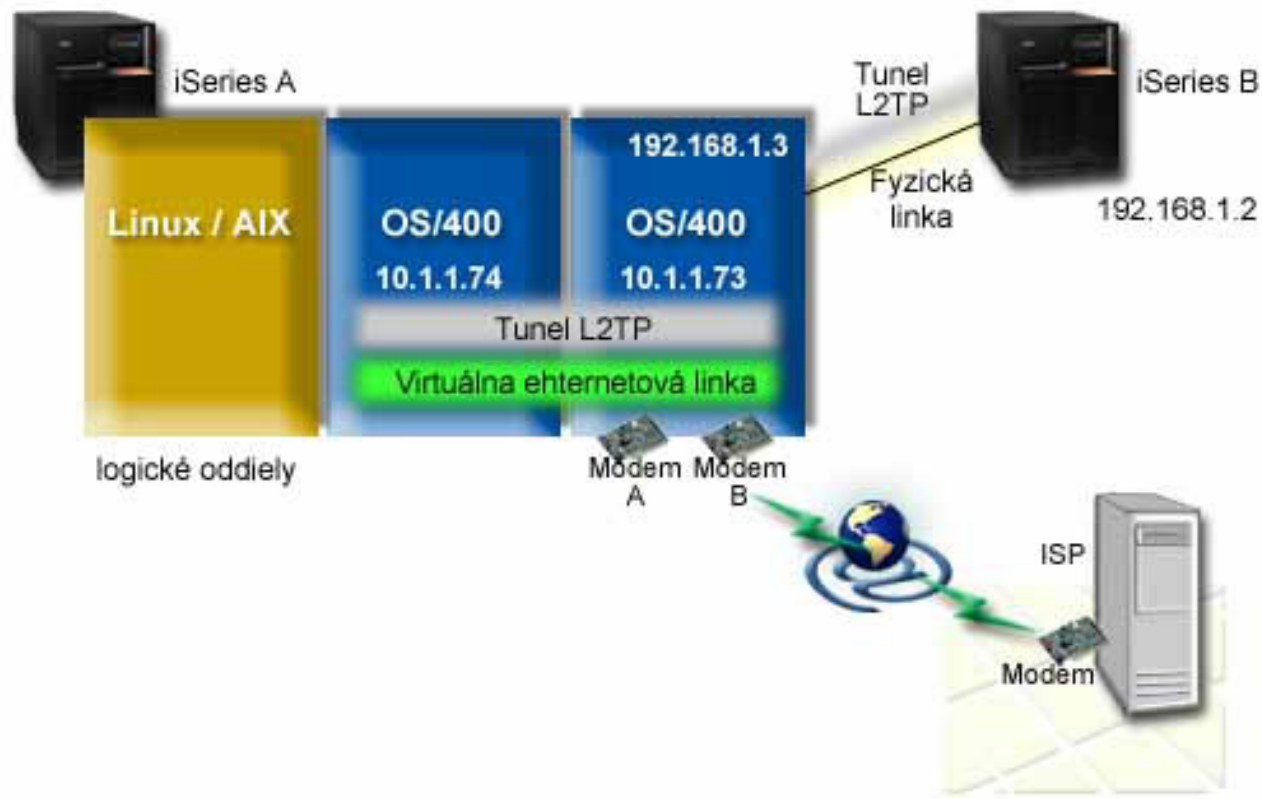 iSeries A
Tunel
L2TP
iSeries B
192.168.1.3
Fyzická
linka
192.168.1.2
Linux / AIX
OS/400
OS/400
10.1.1.74
10.1.1.73
Tunel L2TP
Virtuálna ehternetová linka
logické oddiely
Modem
A
Modem
B
ISP
Modem